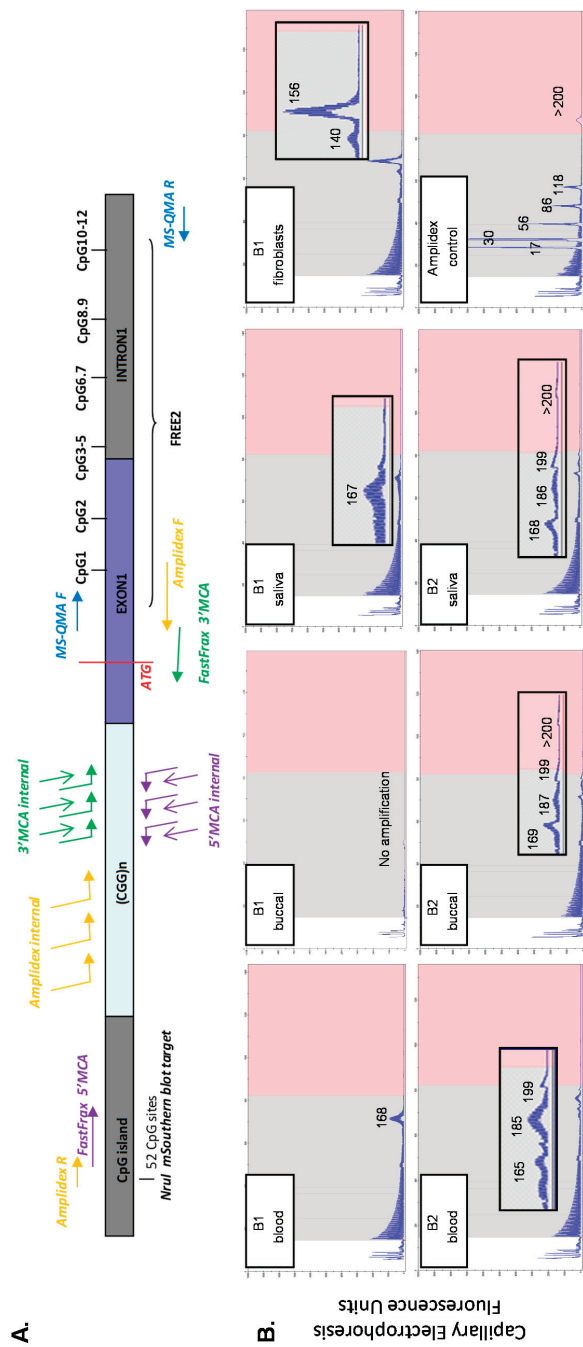 A.
Amplidex R
FastFrax 5'MCA
Amplidex internal
3'MCA internal
MS-QMA F
CpG1
CpG2
CpG3-5
CpG6.7
CpG8.9
CpG10-12
CpG island
(CGG)n
EXON1
INTRON1
52 CpG sites
NruI mSouthern blot target
5'MCA internal
ATG
FastFrax 3'MCA
Amplidex F
FREE2
MS-QMA R
B.
Capillary Electrophoresis
Fluorescence Units
B1
blood
168
B1
buccal
No amplification
B1
saliva
167
B1
fibroblasts
140
156
B2
blood
165
185
199
B2
buccal
169
187
199
>200
B2
saliva
168
186
199
>200
Amplidex
control
17
30
56
86
118
>200